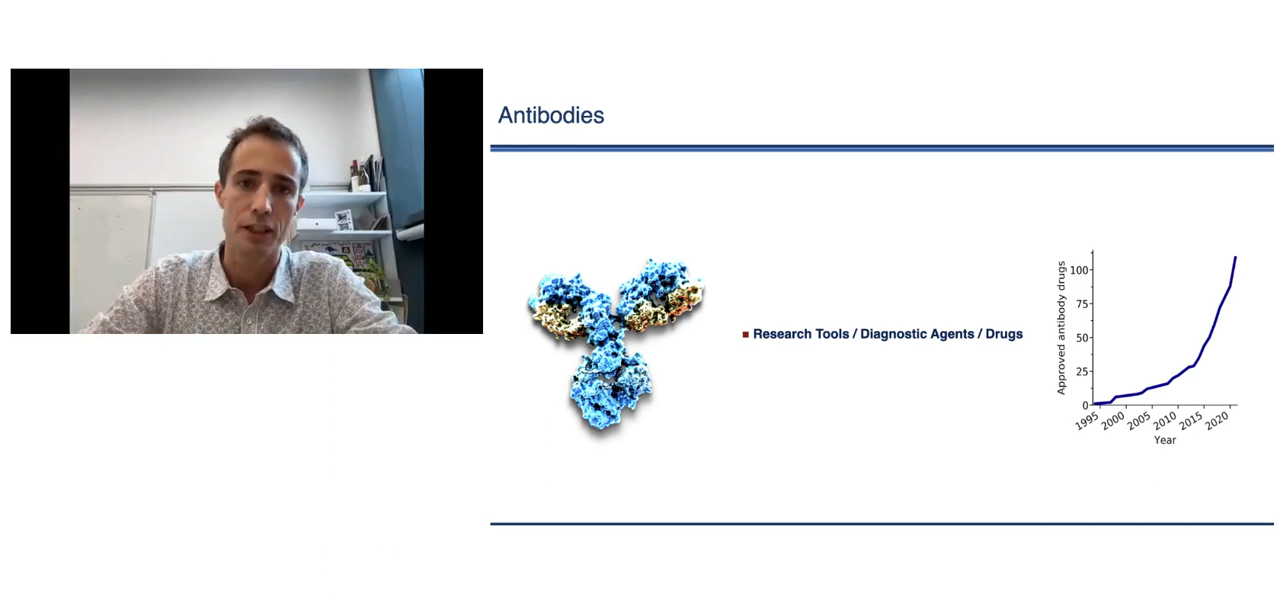 Antibodies
Research Tools / Diagnostic Agents / Drugs
Approved antibody drugs
100
75
50
25
0
1995
2000
2005
2010
2015
2020
Year